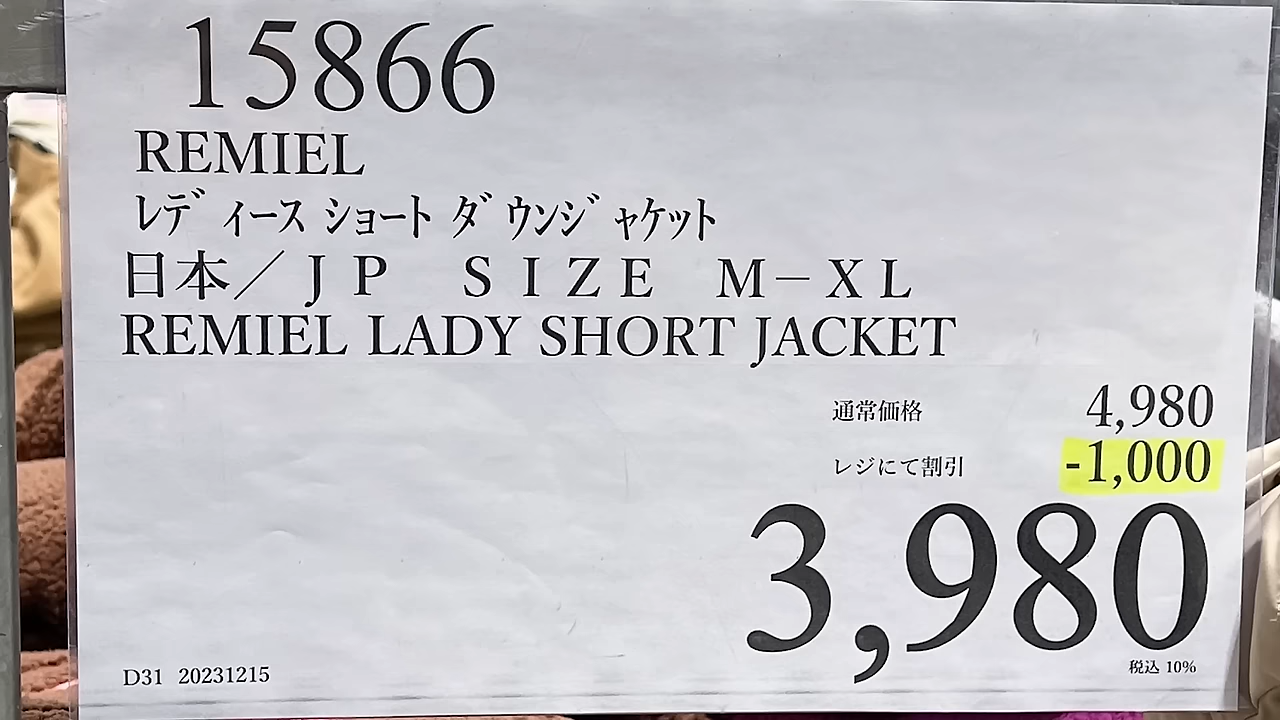 15866
REMIEL
ﾚﾃﾞｨｰｽ ｼｮｰﾄ ﾀﾞｳﾝｼﾞｬｹｯﾄ
日本／ＪＰ　ＳＩＺＥ　Ｍ－ＸＬ
REMIEL LADY SHORT JACKET
通常価格 4,980
レジにて割引 -1,000
3,980
税込 10%
D31 20231215